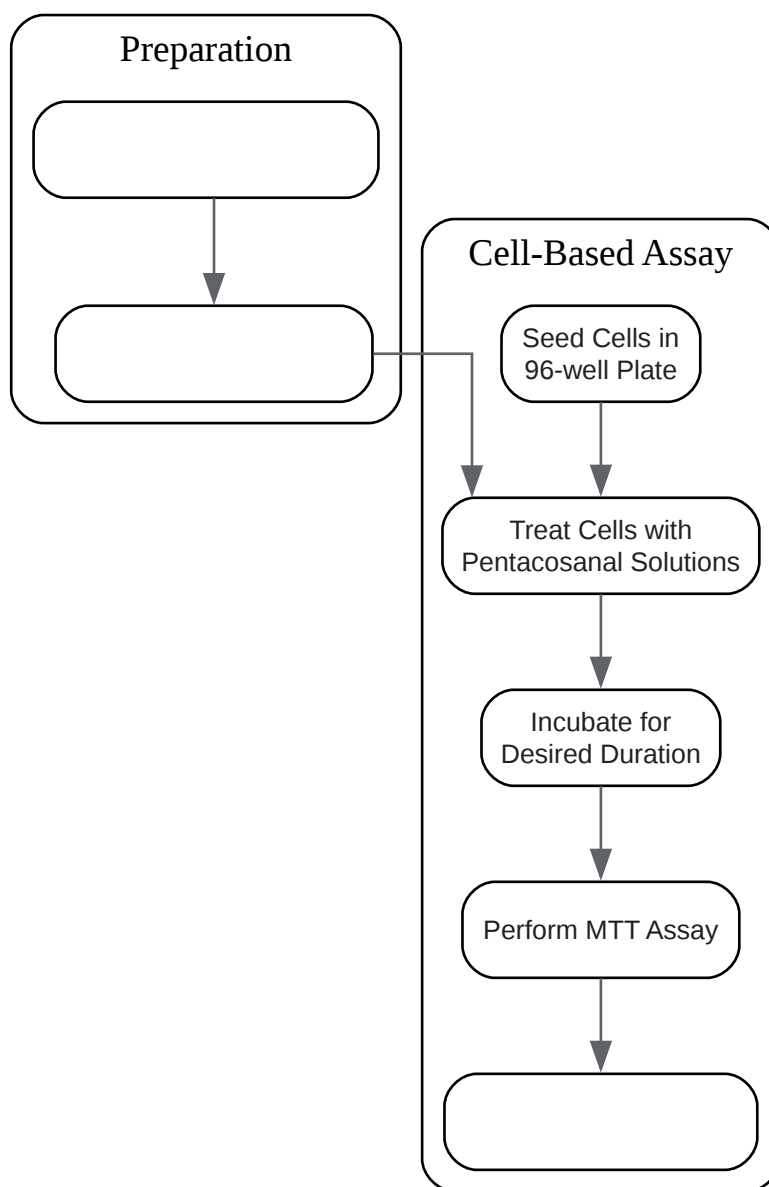 Preparation
Cell-Based Assay
Seed Cells in
96-well Plate
Treat Cells with
Pentacosanal Solutions
Incubate for
Desired Duration
Perform MTT Assay